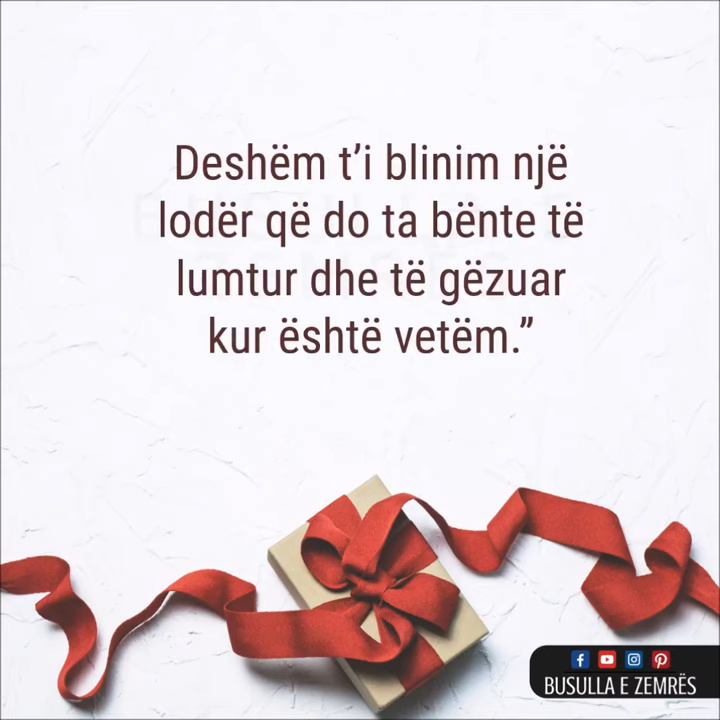 Deshëm t’i blinim një
lodër që do ta bënte të
lumtur dhe të gëzuar
kur është vetëm.”
BUSULLA E ZEMRËS